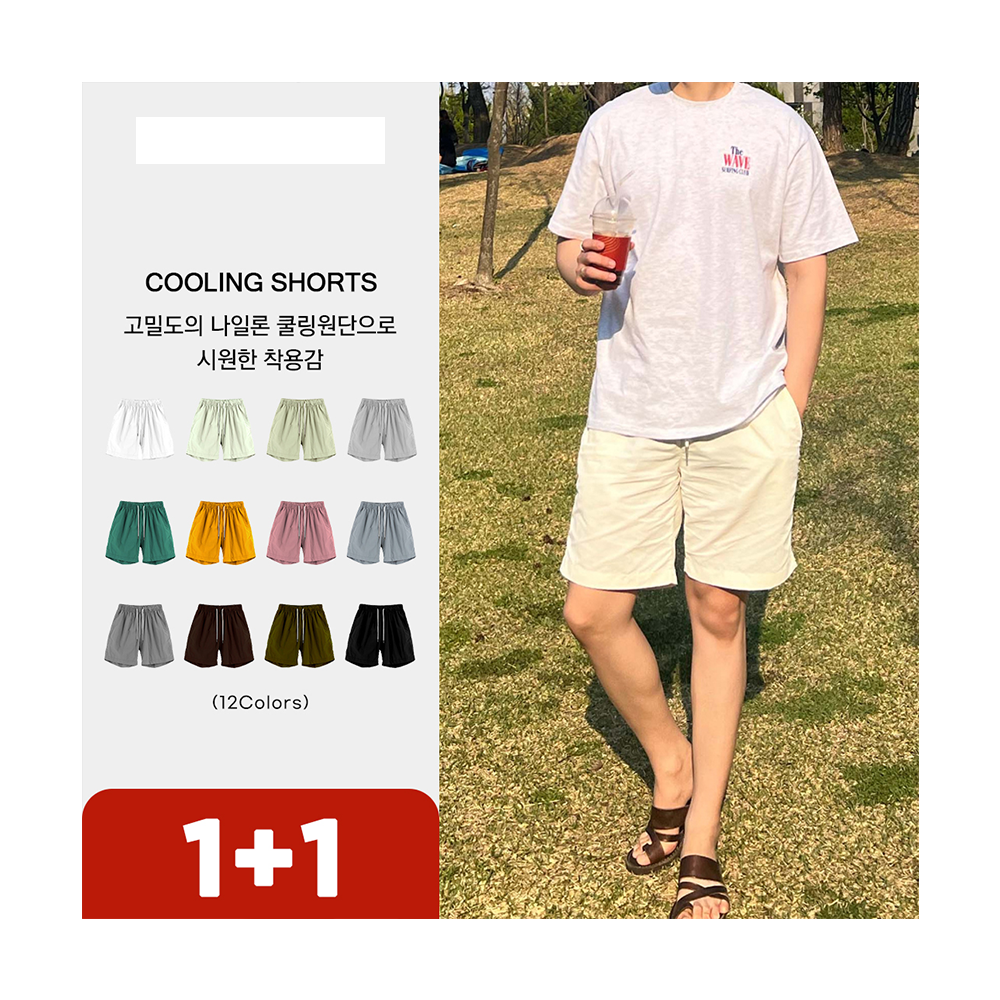 COOLING SHORTS
고밀도의 나일론 쿨링원단으로
시원한 착용감
(12Colors)
1+1
The
WAVE
SURFING CLUB